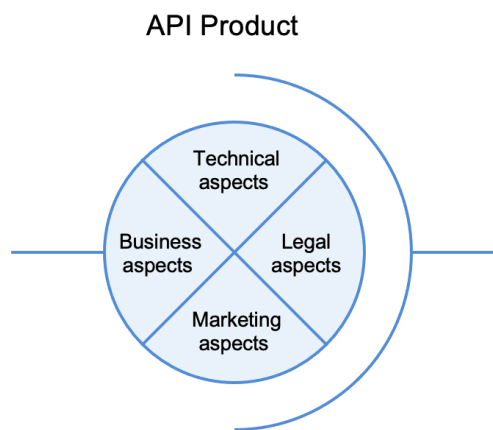 API Product
Technical
aspects
Business
aspects
Legal
aspects
Marketing
aspects